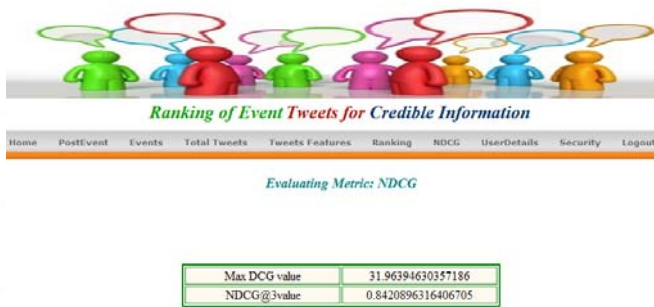 Ranking of Event Tweets for Credible Information
Home PostEvent Events Total Tweets Tweets Features Ranking NDCG UserDetails Security Logout
Evaluating Metric: NDCG
Max DCG value 31.96394630357186
NDCG@3value 0.8420896316406705